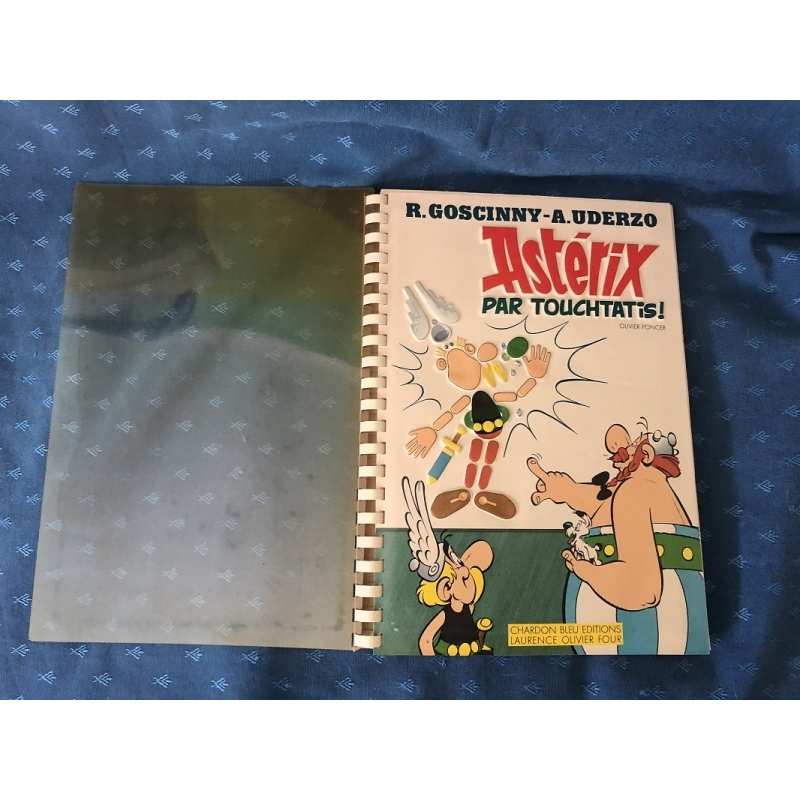 R. GOSCINNY-A. UDERZO
Astérix
PAR TOUCHTATiS!
OLIVIER PONCER
CHARDON BLEU EDITIONS
LAURENCE OLIVIER FOUR